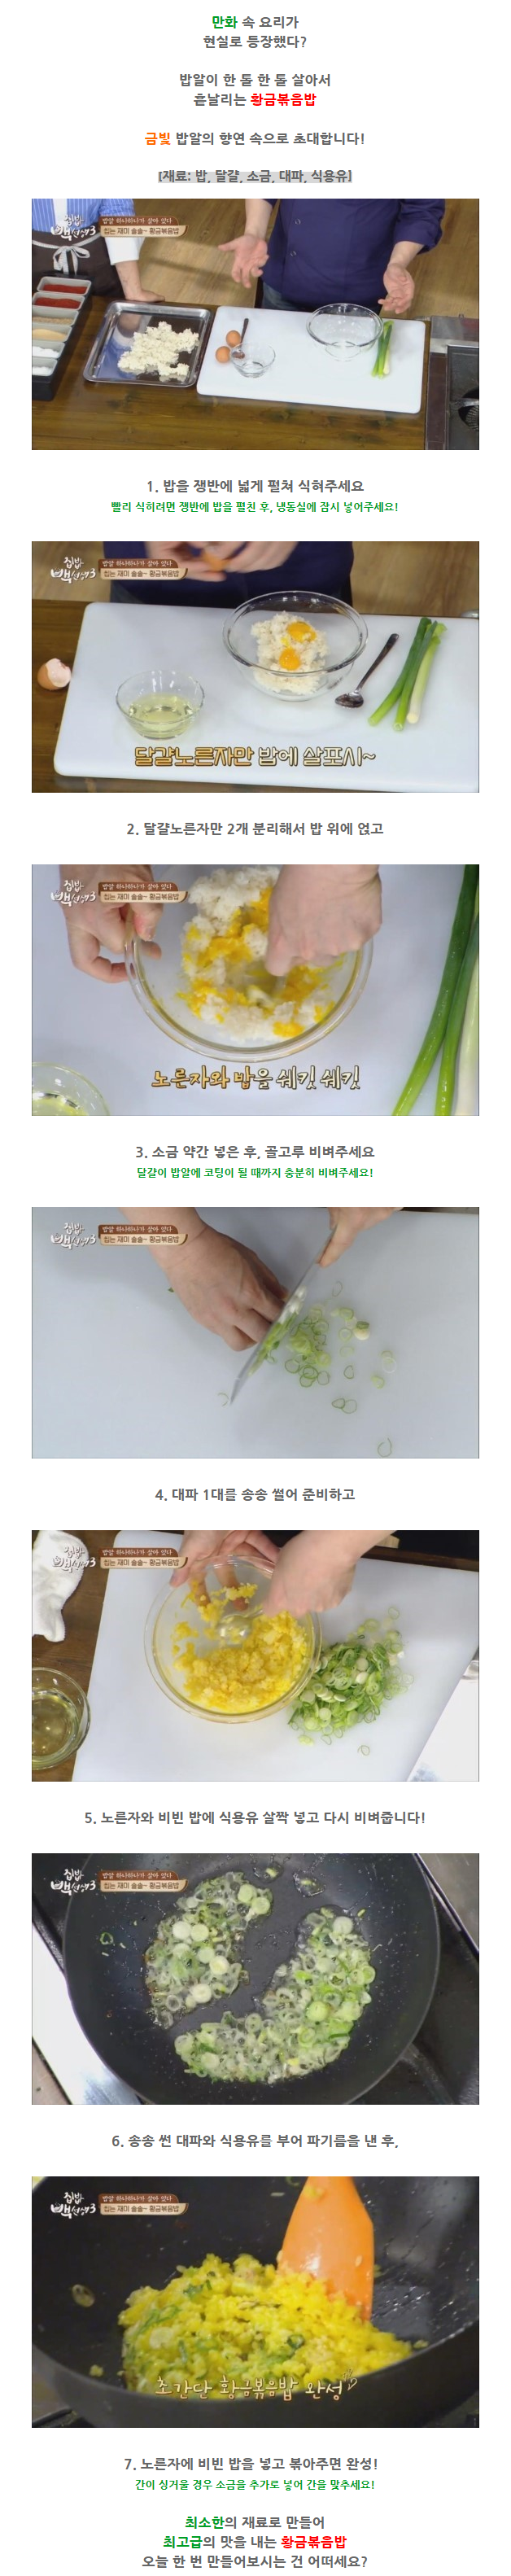 만화 속 요리가
현실로 등장했다?
밥알이 한 톨 한 톨 살아서
흩날리는 황금볶음밥
금빛 밥알의 향연 속으로 초대합니다!
[재료: 밥, 달걀, 소금, 대파, 식용유]
집밥 백선생3
밥알 하나하나가 살아 있다
씹는 재미 솔솔~ 황금볶음밥
1. 밥을 쟁반에 넓게 펼쳐 식혀주세요
빨리 식히려면 쟁반에 밥을 펼친 후, 냉동실에 잠시 넣어주세요!
집밥 백선생3
밥알 하나하나가 살아 있다
씹는 재미 솔솔~ 황금볶음밥
달걀노른자만 밥에 살포시~
2. 달걀노른자만 2개 분리해서 밥 위에 얹고
집밥 백선생3
밥알 하나하나가 살아 있다
씹는 재미 솔솔~ 황금볶음밥
노른자와 밥을 쉐킷 쉐킷
3. 소금 약간 넣은 후, 골고루 비벼주세요
달걀이 밥알에 코팅이 될 때까지 충분히 비벼주세요!
집밥 백선생3
밥알 하나하나가 살아 있다
씹는 재미 솔솔~ 황금볶음밥
4. 대파 1대를 송송 썰어 준비하고
집밥 백선생3
밥알 하나하나가 살아 있다
씹는 재미 솔솔~ 황금볶음밥
5. 노른자와 비빈 밥에 식용유 살짝 넣고 다시 비벼줍니다!
집밥 백선생3
밥알 하나하나가 살아 있다
씹는 재미 솔솔~ 황금볶음밥
6. 송송 썬 대파와 식용유를 부어 파기름을 낸 후,
집밥 백선생3
밥알 하나하나가 살아 있다
씹는 재미 솔솔~ 황금볶음밥
초간단 황금볶음밥 완성
7. 노른자에 비빈 밥을 넣고 볶아주면 완성!
간이 싱거울 경우 소금을 추가로 넣어 간을 맞추세요!
최소한의 재료로 만들어
최고급의 맛을 내는 황금볶음밥
오늘 한 번 만들어보시는 건 어떠세요?